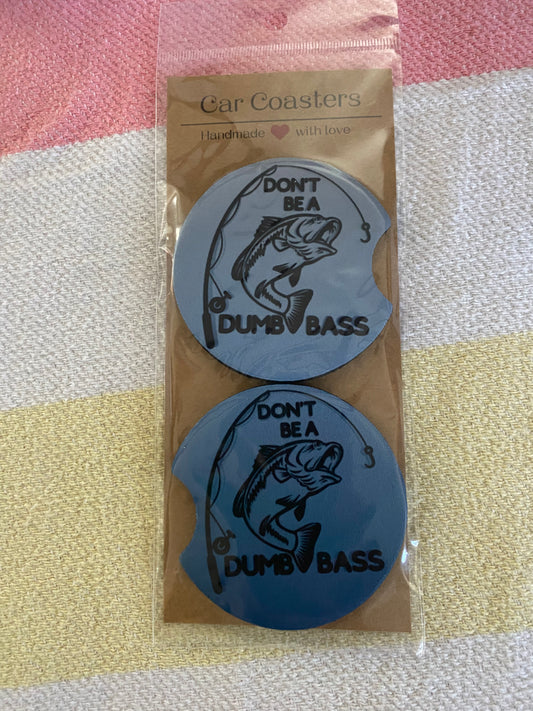 Car Coasters
Handmade with love
DON'T
BE A
DUMB BASS
DON'T
BE A
DUMB BASS